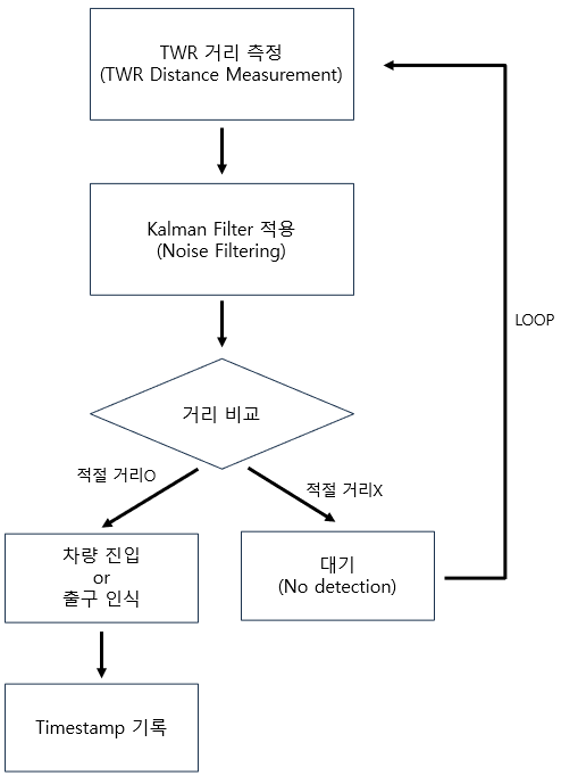 TWR 거리 측정
(TWR Distance Measurement)
Kalman Filter 적용
(Noise Filtering)
LOOP
거리 비교
적절 거리O
적절 거리X
차량 진입
or
출구 인식
대기
(No detection)
Timestamp 기록